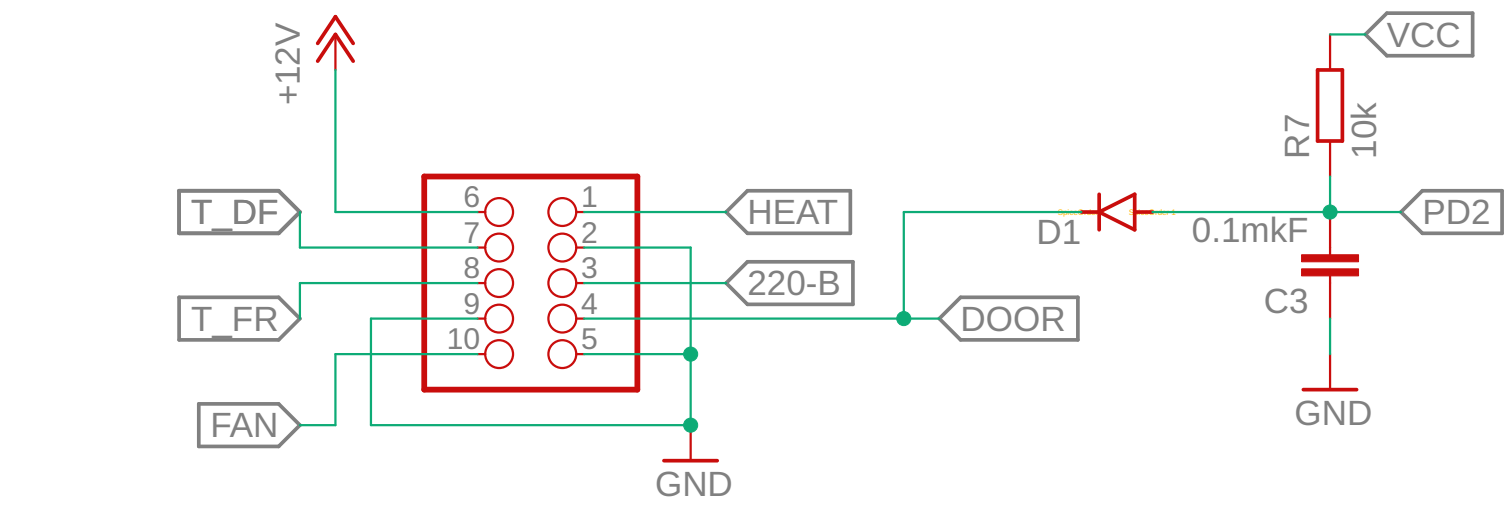 +12V
VCC
R7
10k
T_DF
6
1
HEAT
7
2
D1
0.1mkF
PD2
8
3
220-B
T_FR
9
4
DOOR
C3
10
5
FAN
GND
GND